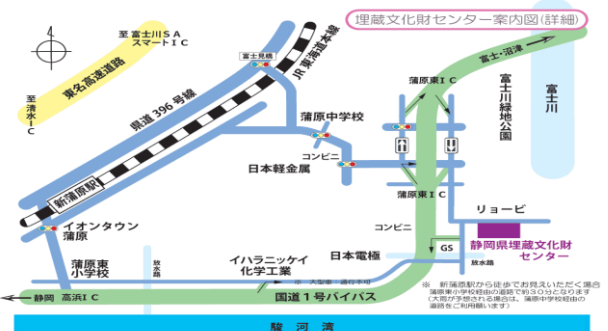 埋蔵文化財センター案内図(詳細)
至 富士川SA
スマートIC
東名高速道路
至 清水IC
富士見橋
JR東海道本線
県道 396 号線
新蒲原駅
蒲原中学校
コンビニ
日本軽金属
蒲原東IC
富士・沼津
富士川緑地公園
富士川
蒲原東IC
イオンタウン
蒲原
蒲原東
小学校
放水路
イハラニッケイ
化学工業
コンビニ
日本電極
GS
放水路
リョービ
静岡県埋蔵文化財
センター
※ 大型車 通行不可
静岡 高浜IC
国道1号バイパス
※ 新蒲原駅から徒歩でお見えいただく場合
蒲原東小学校経由の道路で約30分となります
(大雨が予想される場合は、蒲原中学校経由の
道路をご利用願います)
駿河湾